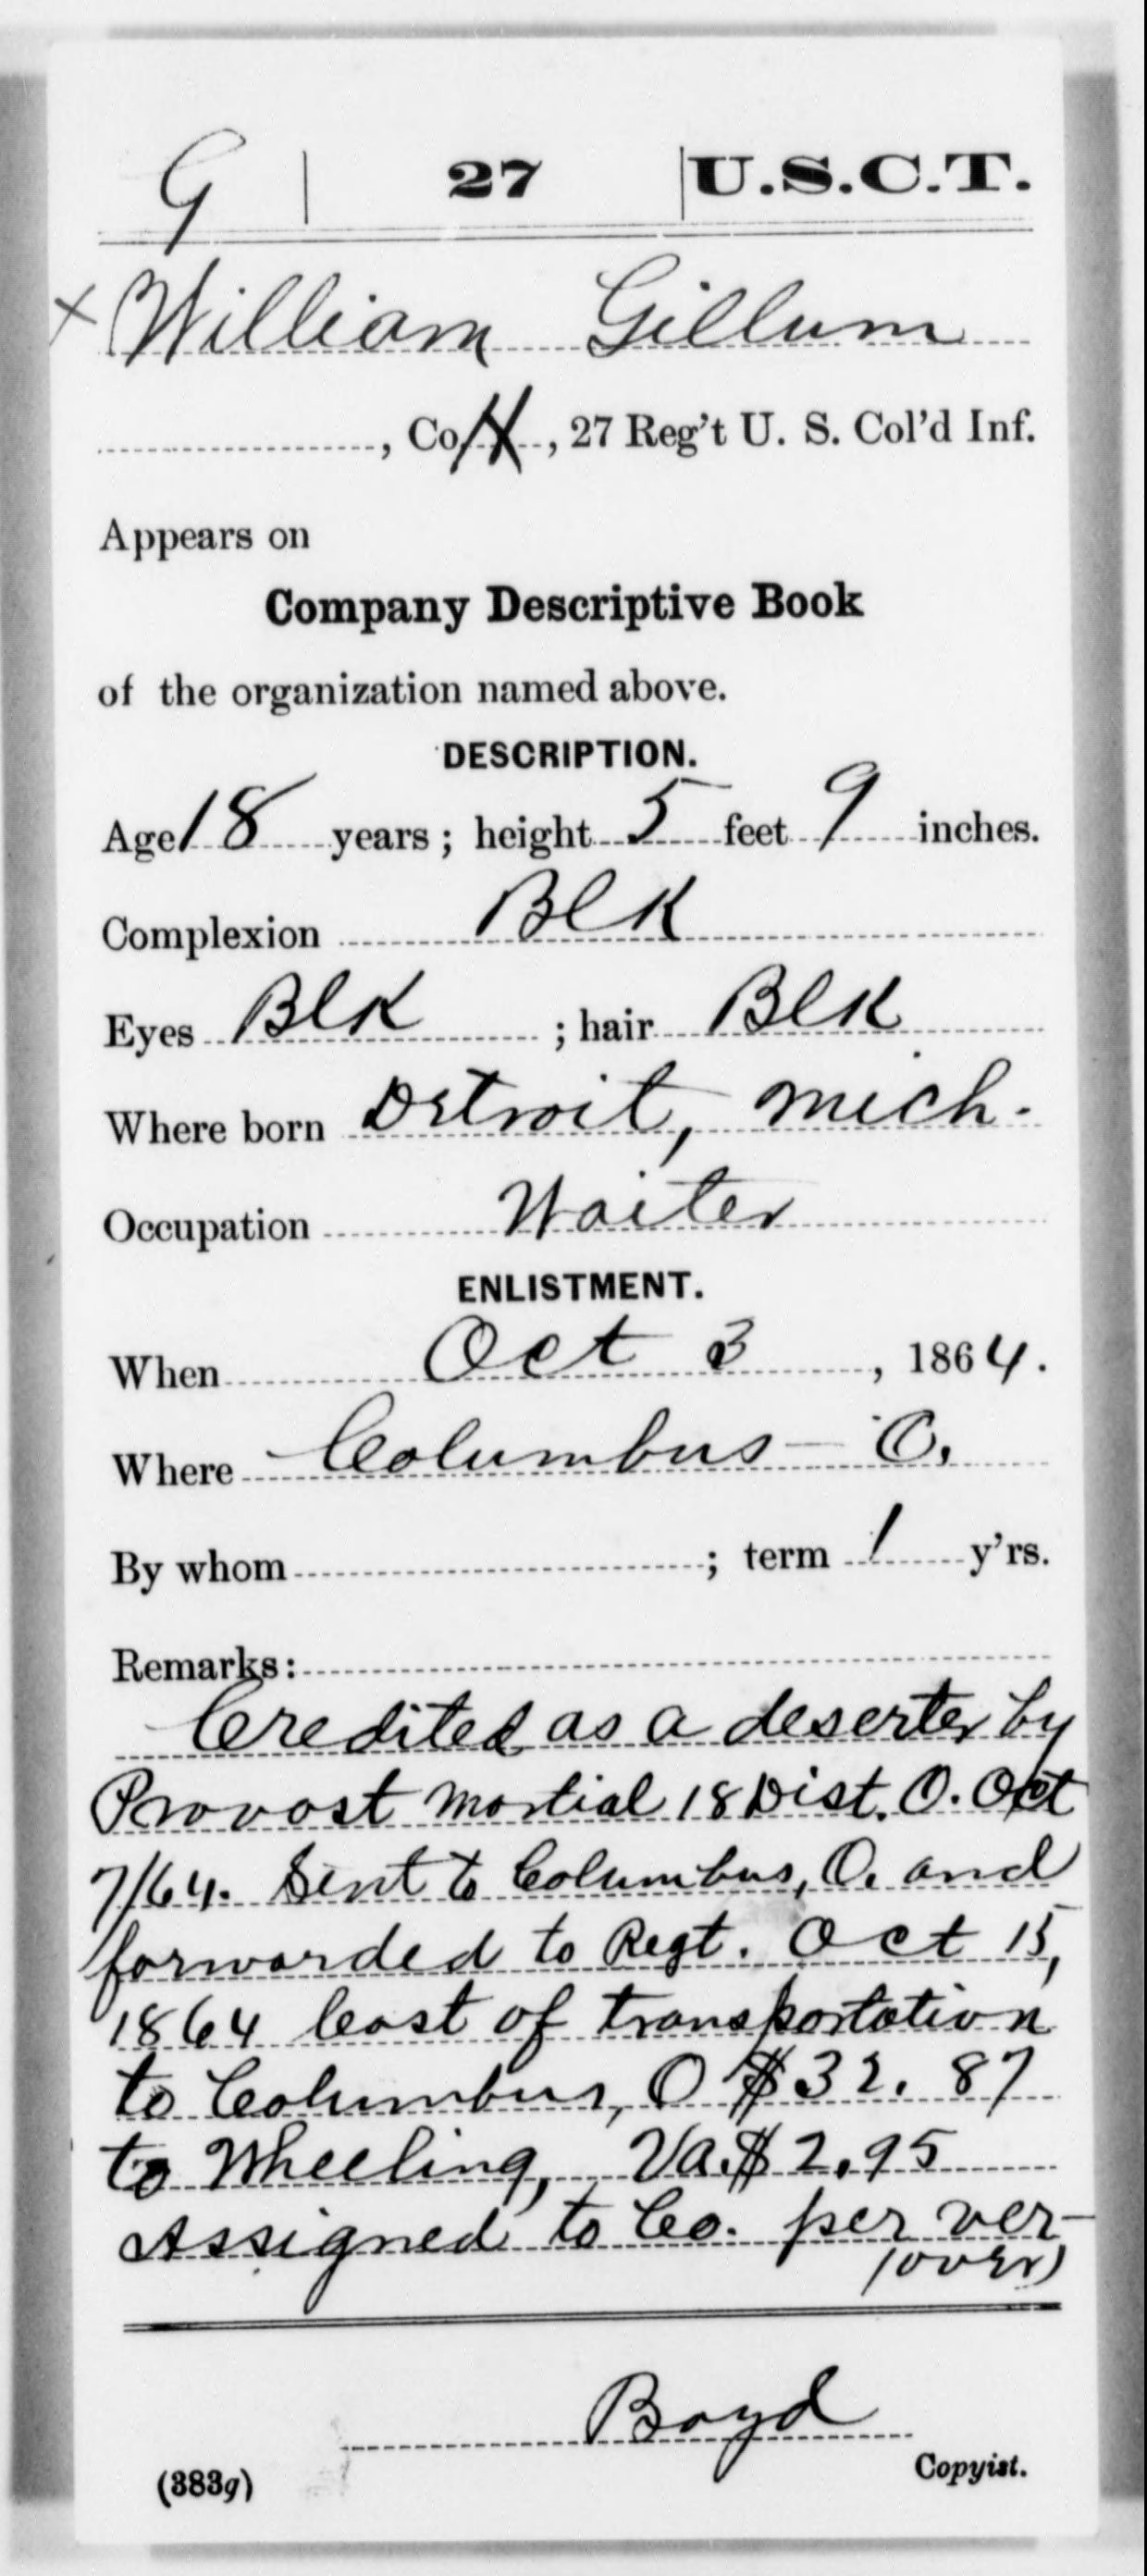 G | 27 | U.S.C.T.
x William Gillum
, Co. H, 27 Reg't U. S. Col'd Inf.
Appears on
Company Descriptive Book
of the organization named above.
DESCRIPTION.
Age 18 years; height 5 feet 9 inches.
Complexion Blk
Eyes Blk ; hair Blk
Where born Detroit, Mich.
Occupation Waiter
ENLISTMENT.
When Oct 3, 1864.
Where Columbus - O.
By whom ; term 1 y'rs.
Remarks:
Credited as a deserter by
Provost Martial 18 Dist. O. Oct
7/64. Sent to Columbus, O. and
forwarded to Regt. Oct 15,
1864 Cost of transportation
to Columbus, O $32.87
to Wheeling, Va. $2.95
Assigned to Co. per ver-
(over)
Boyd
Copyist.
(383g)